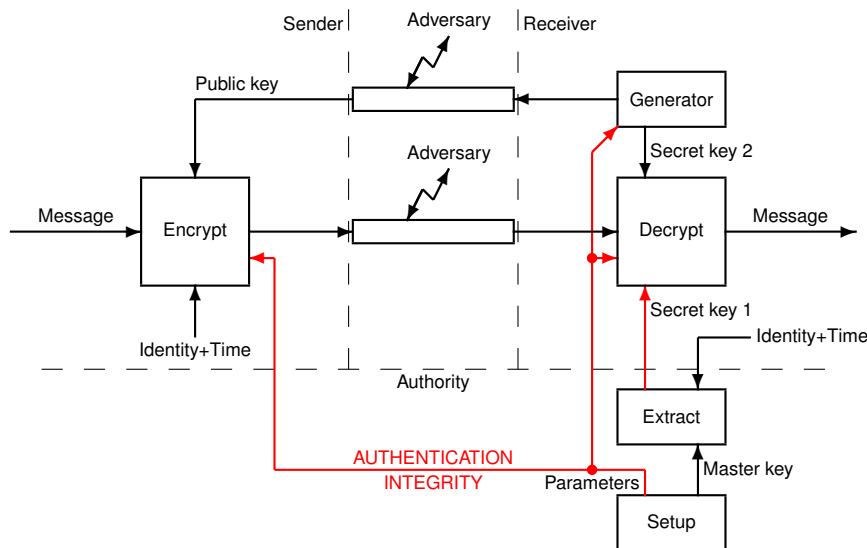 Sender
Adversary
Receiver
Public key
Generator
Secret key 2
Adversary
Message
Encrypt
Decrypt
Message
Secret key 1
Identity+Time
Identity+Time
Authority
Extract
AUTHENTICATION
INTEGRITY
Parameters
Master key
Setup